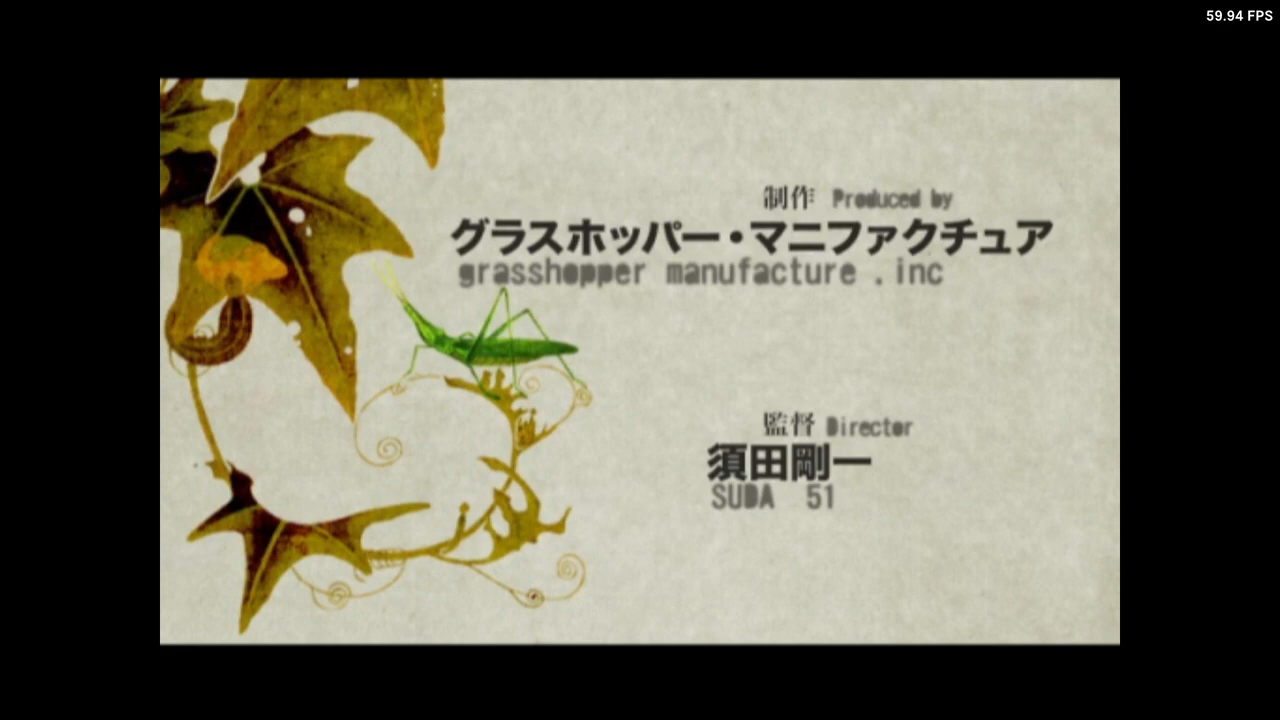 59.94 FPS
制作 Produced by
グラスホッパー・マニファクチュア
grasshopper manufacture .inc
監督 Director
須田剛一
SUDA 51